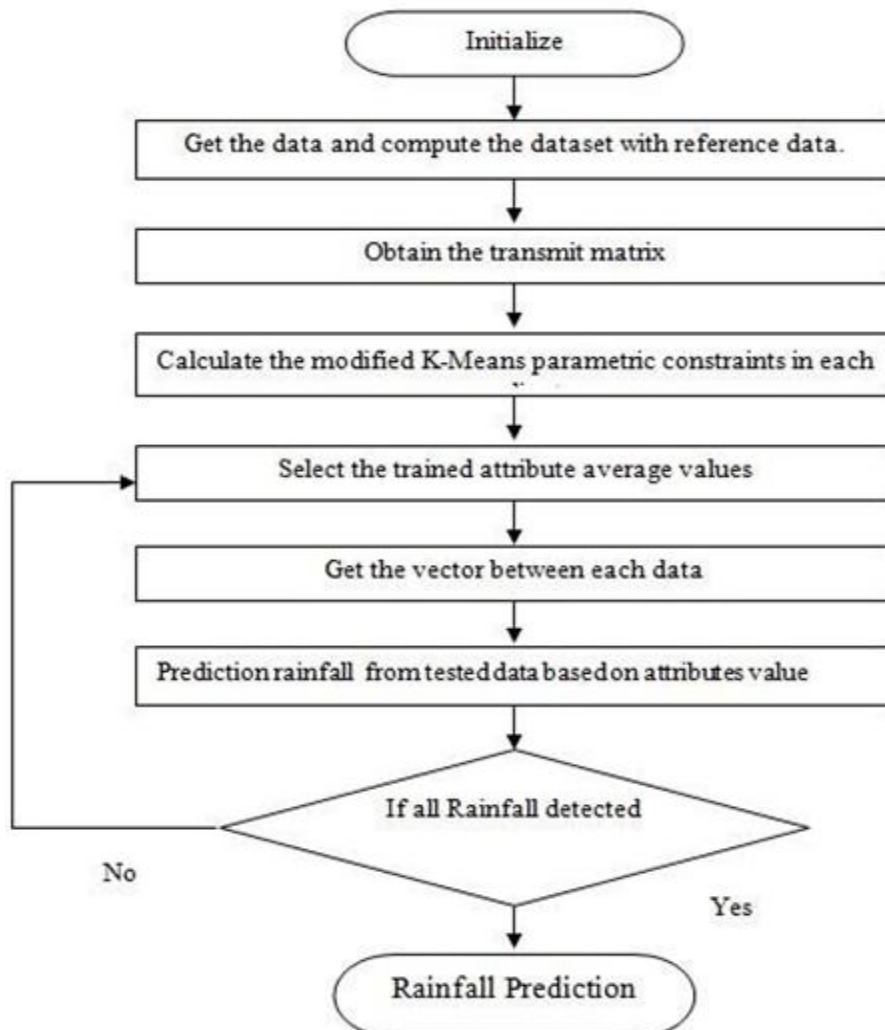 Initialize
Get the data and compute the dataset with reference data.
Obtain the transmit matrix
Calculate the modified K-Means parametric constraints in each
Select the trained attribute average values
Get the vector between each data
Prediction rainfall from tested data based on attributes value
If all Rainfall detected
No
Yes
Rainfall Prediction